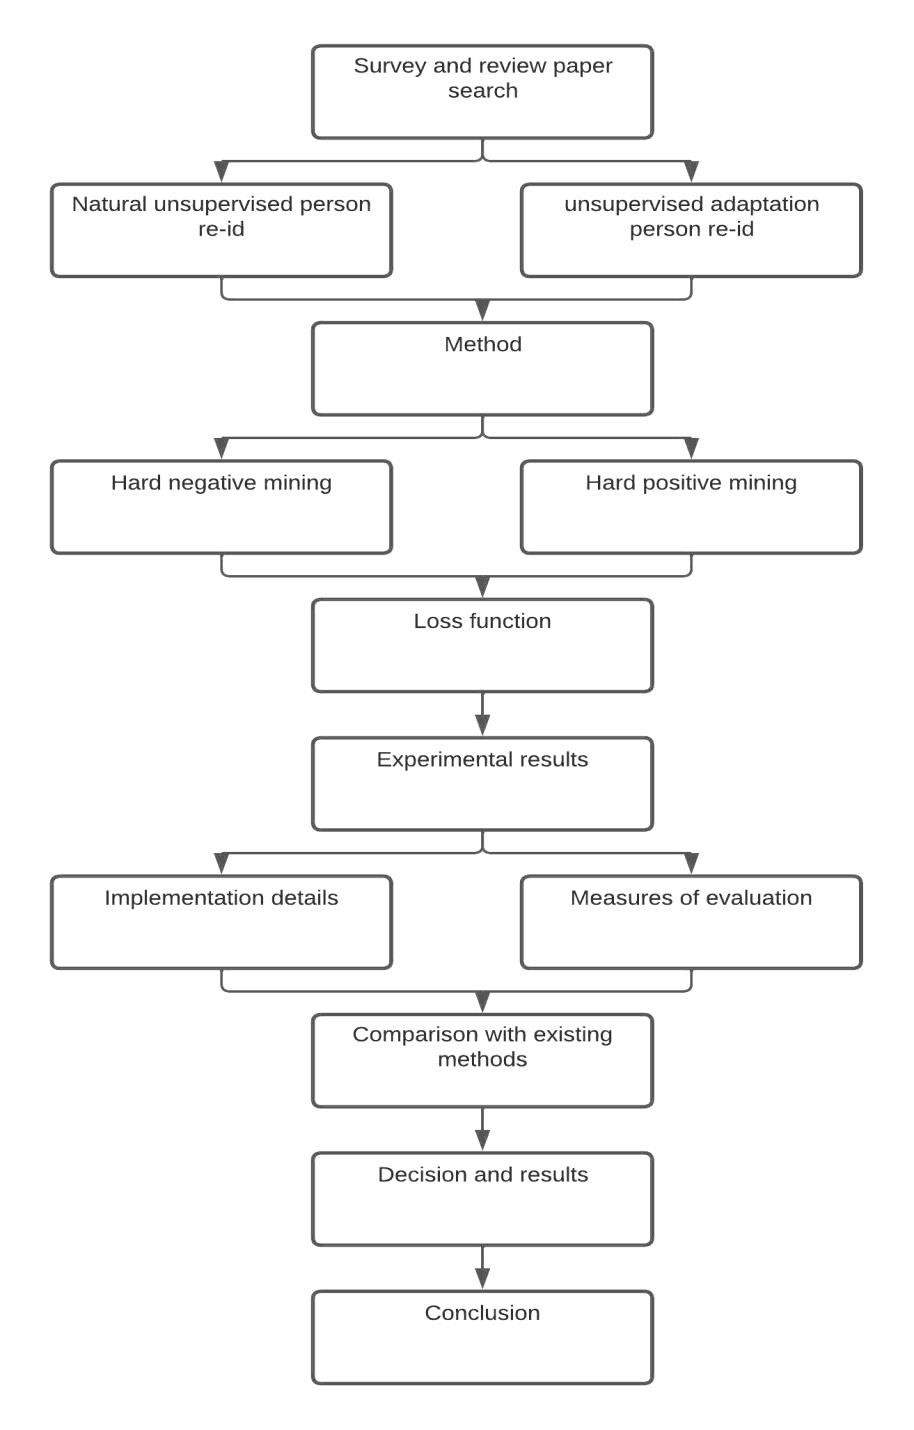 Survey and review paper
search
Natural unsupervised person
re-id
unsupervised adaptation
person re-id
Method
Hard negative mining
Hard positive mining
Loss function
Experimental results
Implementation details
Measures of evaluation
Comparison with existing
methods
Decision and results
Conclusion